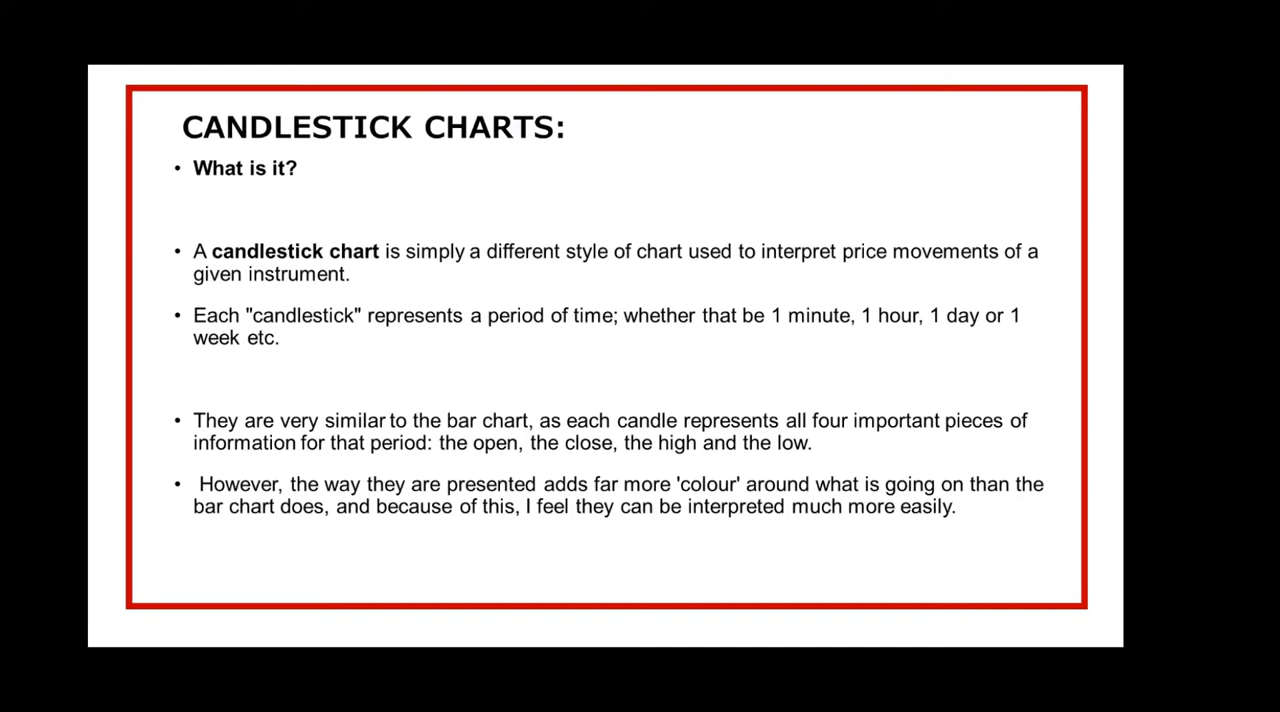 CANDLESTICK CHARTS:
• What is it?
• A candlestick chart is simply a different style of chart used to interpret price movements of a
given instrument.
• Each "candlestick" represents a period of time; whether that be 1 minute, 1 hour, 1 day or 1
week etc.
• They are very similar to the bar chart, as each candle represents all four important pieces of
information for that period: the open, the close, the high and the low.
• However, the way they are presented adds far more 'colour' around what is going on than the
bar chart does, and because of this, I feel they can be interpreted much more easily.